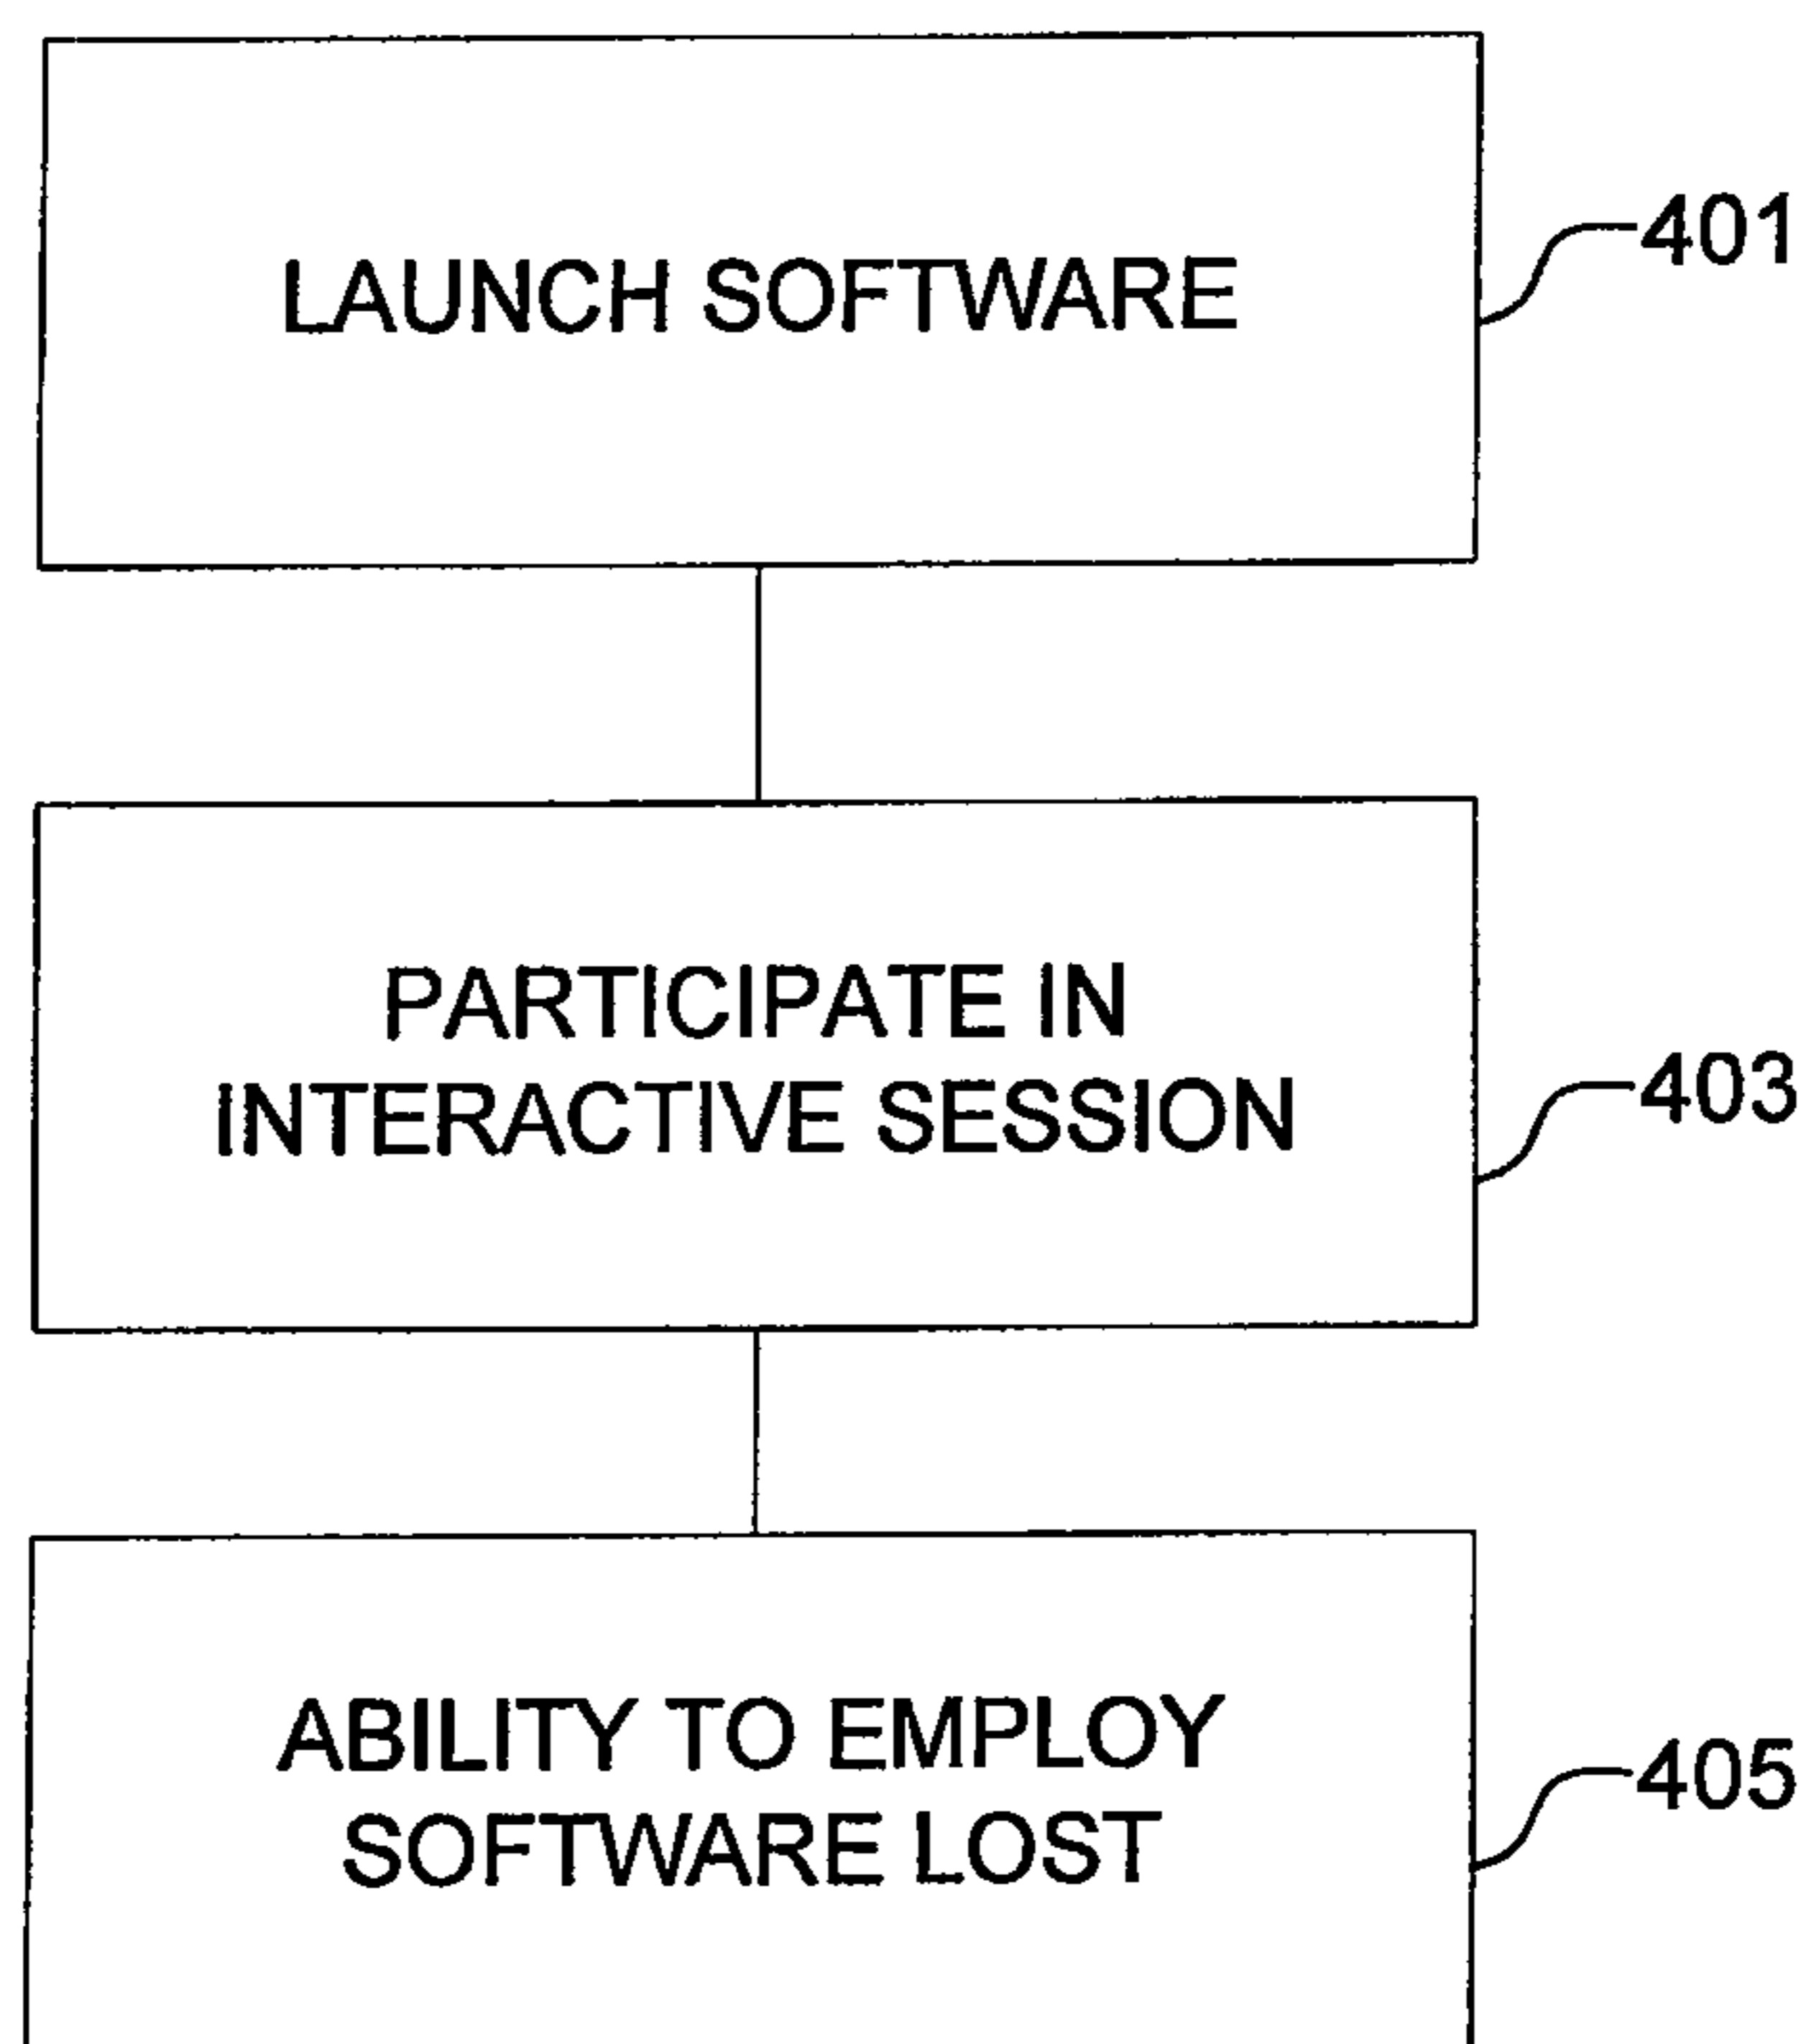 LAUNCH SOFTWARE
401
PARTICIPATE IN
INTERACTIVE SESSION
403
ABILITY TO EMPLOY
SOFTWARE LOST
405